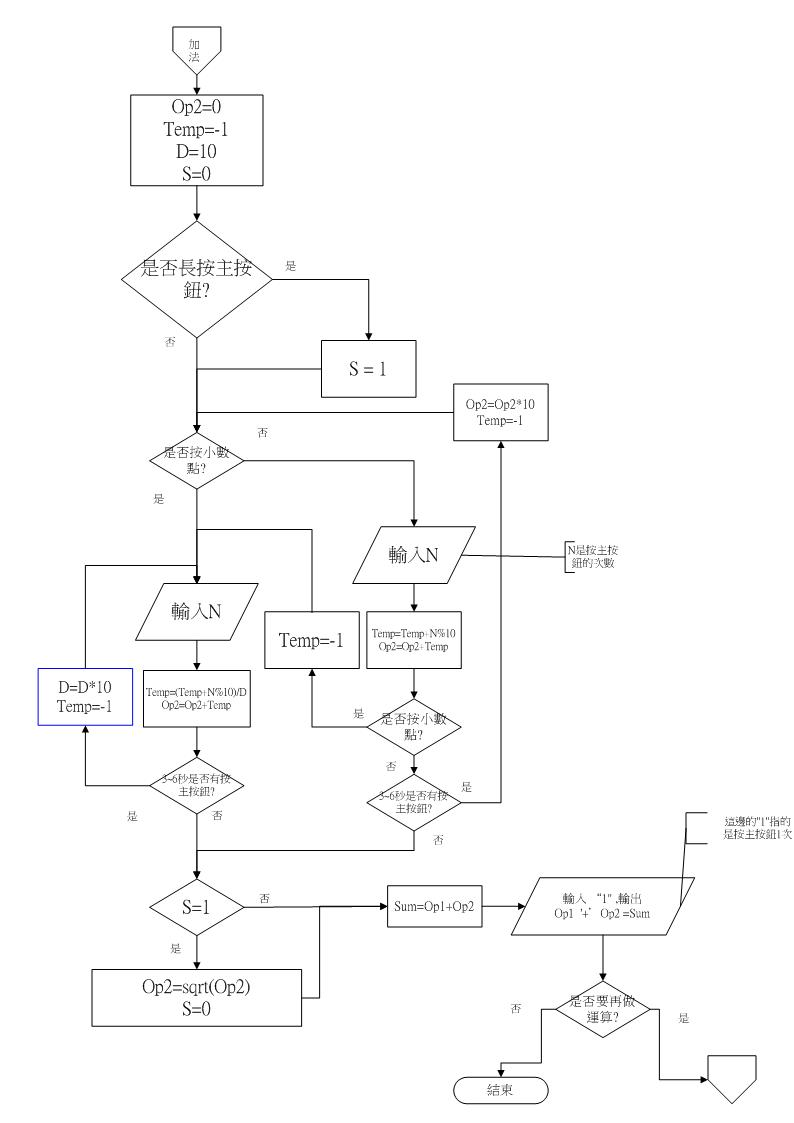 加
法
Op2=0
Temp=-1
D=10
S=0
是否長按主按
鈕?
是
否
S = 1
Op2=Op2*10
Temp=-1
否
是否按小數
點?
是
輸入N
N是按主按
鈕的次數
輸入N
Temp=-1
Temp=Temp+N%10
Op2=Op2+Temp
D=D*10
Temp=-1
Temp=(Temp+N%10)/D
Op2=Op2+Temp
是
是否按小數
點?
否
3~6秒是否有按
主按鈕?
是
否
3~6秒是否有按
主按鈕?
是
否
這邊的"1"指的
是按主按鈕1次
S=1
否
是
Sum=Op1+Op2
輸入 “1" ,輸出
Op1 '+' Op2 =Sum
Op2=sqrt(Op2)
S=0
是否要再做
運算?
否
是
結束